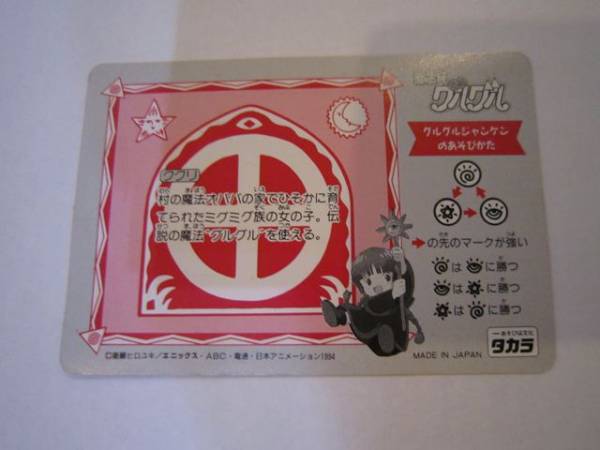 ククリ
村の魔法オババの家でひそかに育
てられたミグミグ族の女の子。伝
説の魔法“グルグル”を使える。
©衛藤ヒロユキ/エニックス・ABC・電通・日本アニメーション1994
魔法陣
グルグル
グルグルジャンケン
のあそびかた
の先のマークが強い
は に勝つ
は に勝つ
は に勝つ
MADE IN JAPAN
あそびは文化
タカラ